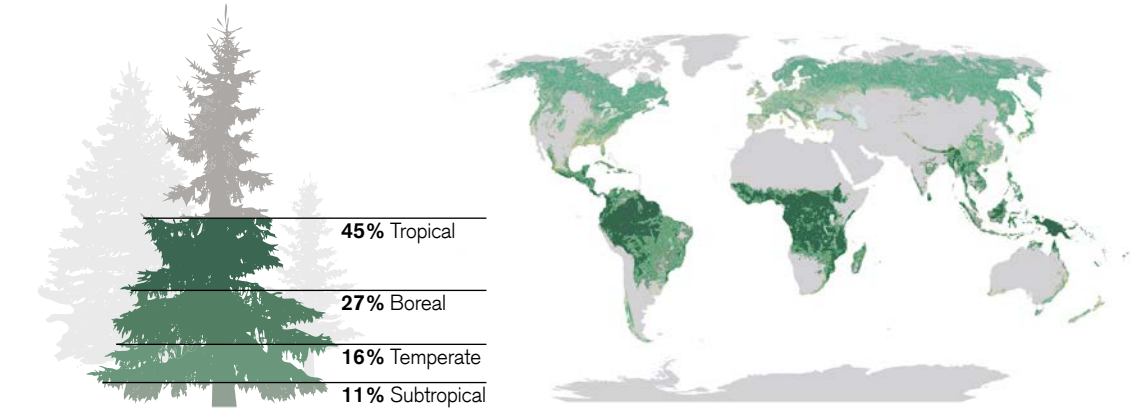 45% Tropical
27% Boreal
16% Temperate
11% Subtropical